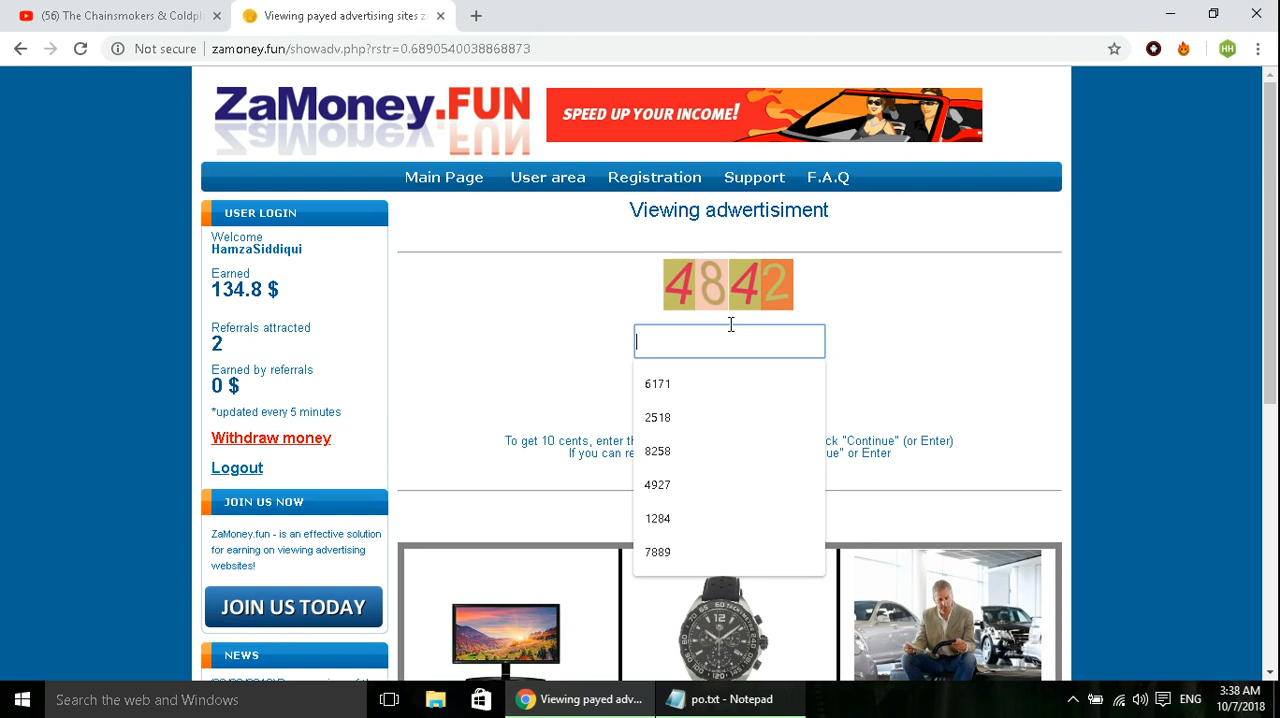 (56) The Chainsmokers & Coldpl
Viewing payed advertising sites z
Not secure
zamoney.fun/showadv.php?rstr=0.6890540038868873
HH
ZaMoney.FUN
SPEED UP YOUR INCOME!
Main Page
User area
Registration
Support
F.A.Q
USER LOGIN
Welcome
HamzaSiddiqui
Earned
134.8 $
Referrals attracted
2
Earned by referrals
0 $
*updated every 5 minutes
Withdraw money
Logout
JOIN US NOW
ZaMoney.fun - is an effective solution
for earning on viewing advertising
websites!
JOIN US TODAY
NEWS
Viewing adwertisiment
4842
6171
2518
8258
4927
1284
7889
To get 10 cents, enter th
ck "Continue" (or Enter)
If you can re
ue" or Enter
Search the web and Windows
Viewing payed adv...
po.txt - Notepad
ENG
3:38 AM
10/7/2018